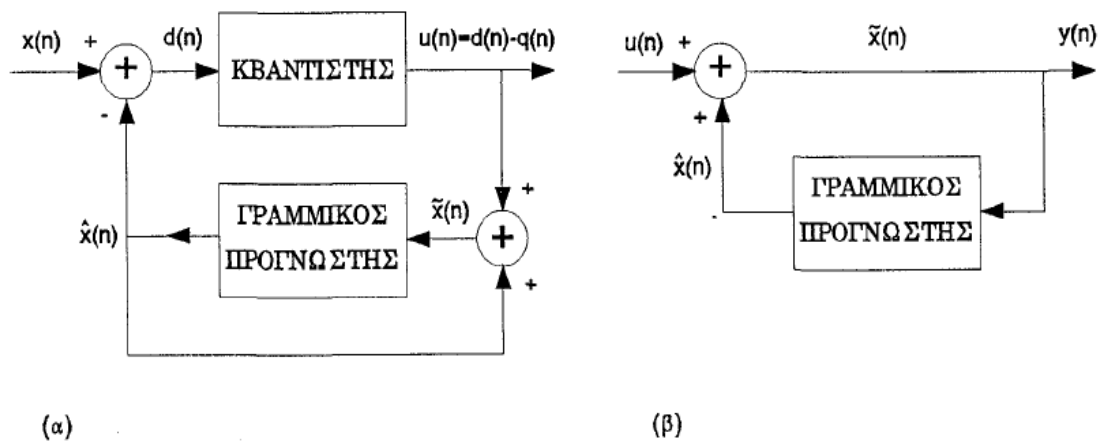 x(n)
+
d(n)
ΚΒΑΝΤΙΣΤΗΣ
u(n)=d(n)-q(n)
+
-
x̂(n)
ΓΡΑΜΜΙΚΟΣ
ΠΡΟΓΝΩΣΤΗΣ
x̃(n)
+
+
+
(α)
u(n)
+
+
x̃(n)
y(n)
+
x̂(n)
-
ΓΡΑΜΜΙΚΟΣ
ΠΡΟΓΝΩΣΤΗΣ
(β)